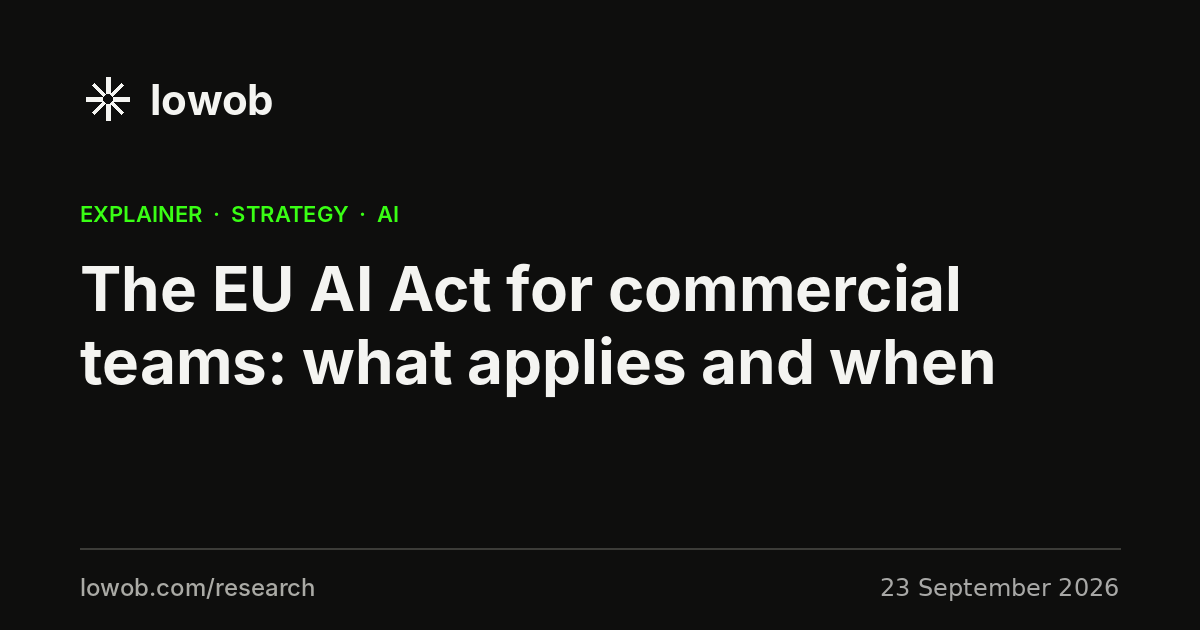 lowob
EXPLAINER · STRATEGY · AI
The EU AI Act for commercial
teams: what applies and when
lowob.com/research
23 September 2026